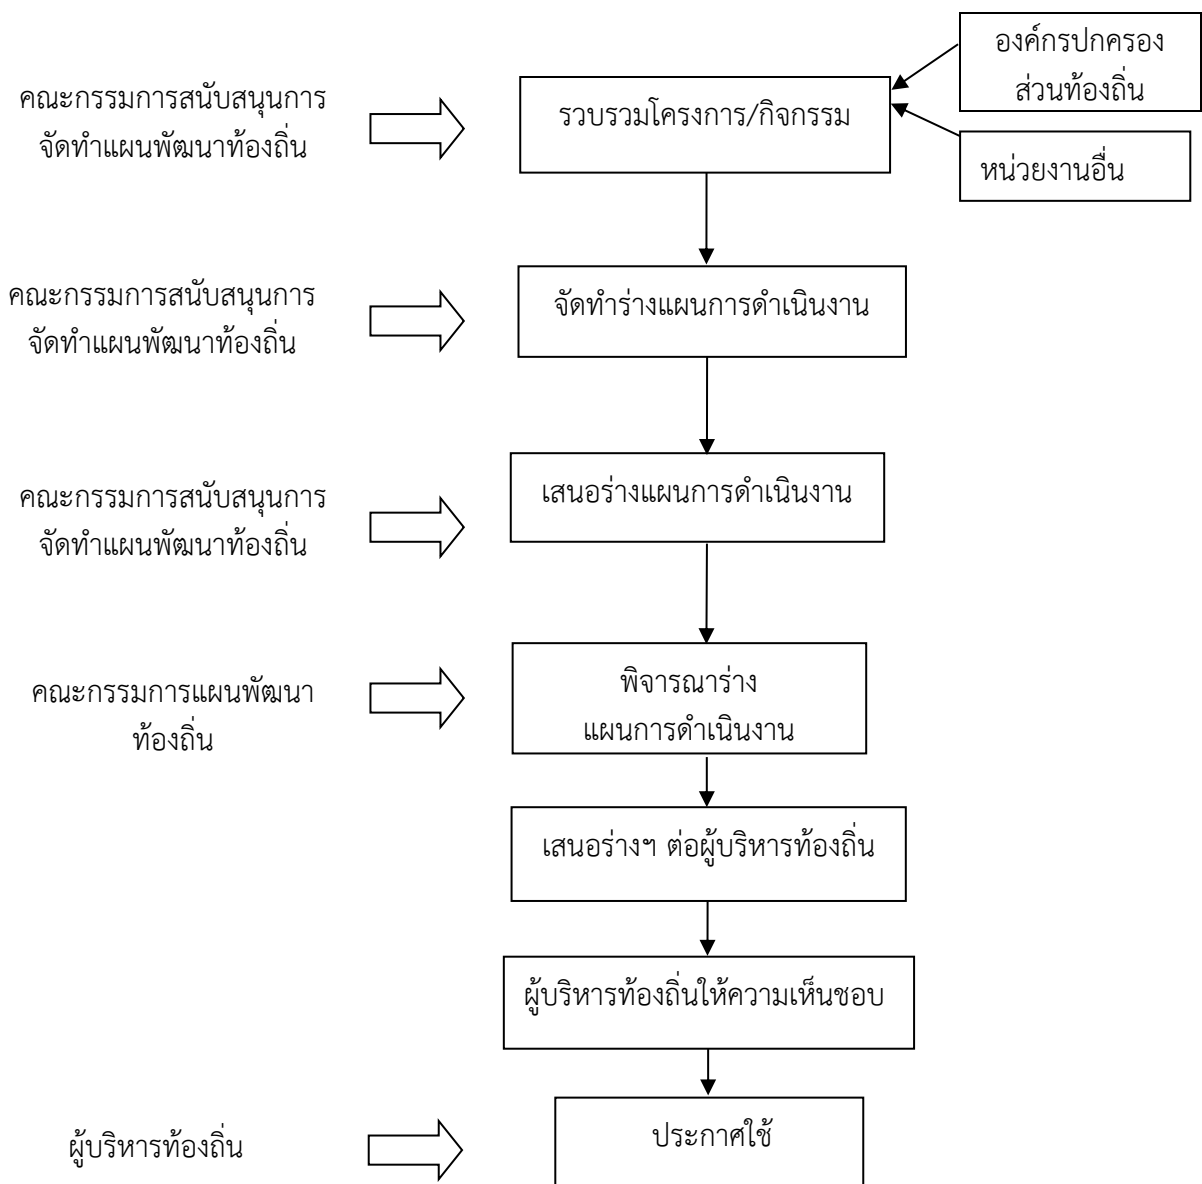 องค์กรปกครอง
ส่วนท้องถิ่น
คณะกรรมการสนับสนุนการ
จัดทำแผนพัฒนาท้องถิ่น
รวบรวมโครงการ/กิจกรรม
หน่วยงานอื่น
คณะกรรมการสนับสนุนการ
จัดทำแผนพัฒนาท้องถิ่น
จัดทำร่างแผนการดำเนินงาน
คณะกรรมการสนับสนุนการ
จัดทำแผนพัฒนาท้องถิ่น
เสนอร่างแผนการดำเนินงาน
คณะกรรมการแผนพัฒนา
ท้องถิ่น
พิจารณาร่าง
แผนการดำเนินงาน
เสนอร่างฯ ต่อผู้บริหารท้องถิ่น
ผู้บริหารท้องถิ่นให้ความเห็นชอบ
ผู้บริหารท้องถิ่น
ประกาศใช้